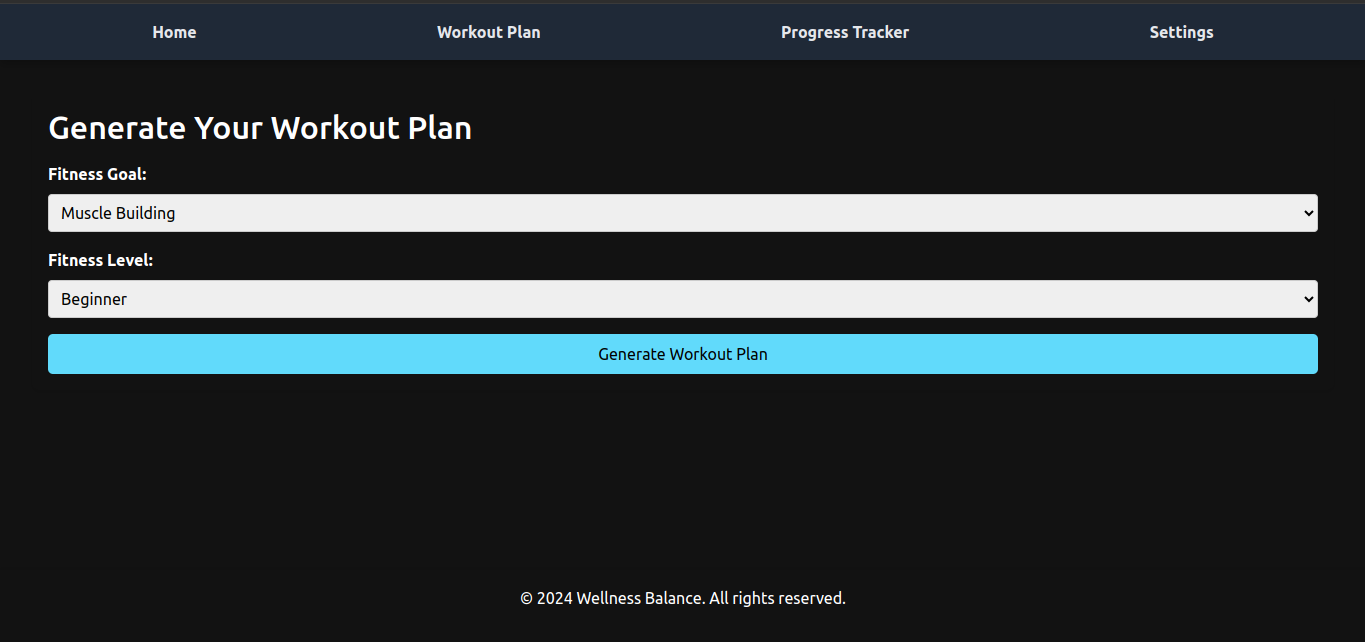 Home Workout Plan Progress Tracker Settings
Generate Your Workout Plan
Fitness Goal:
Muscle Building
Fitness Level:
Beginner
Generate Workout Plan
© 2024 Wellness Balance. All rights reserved.